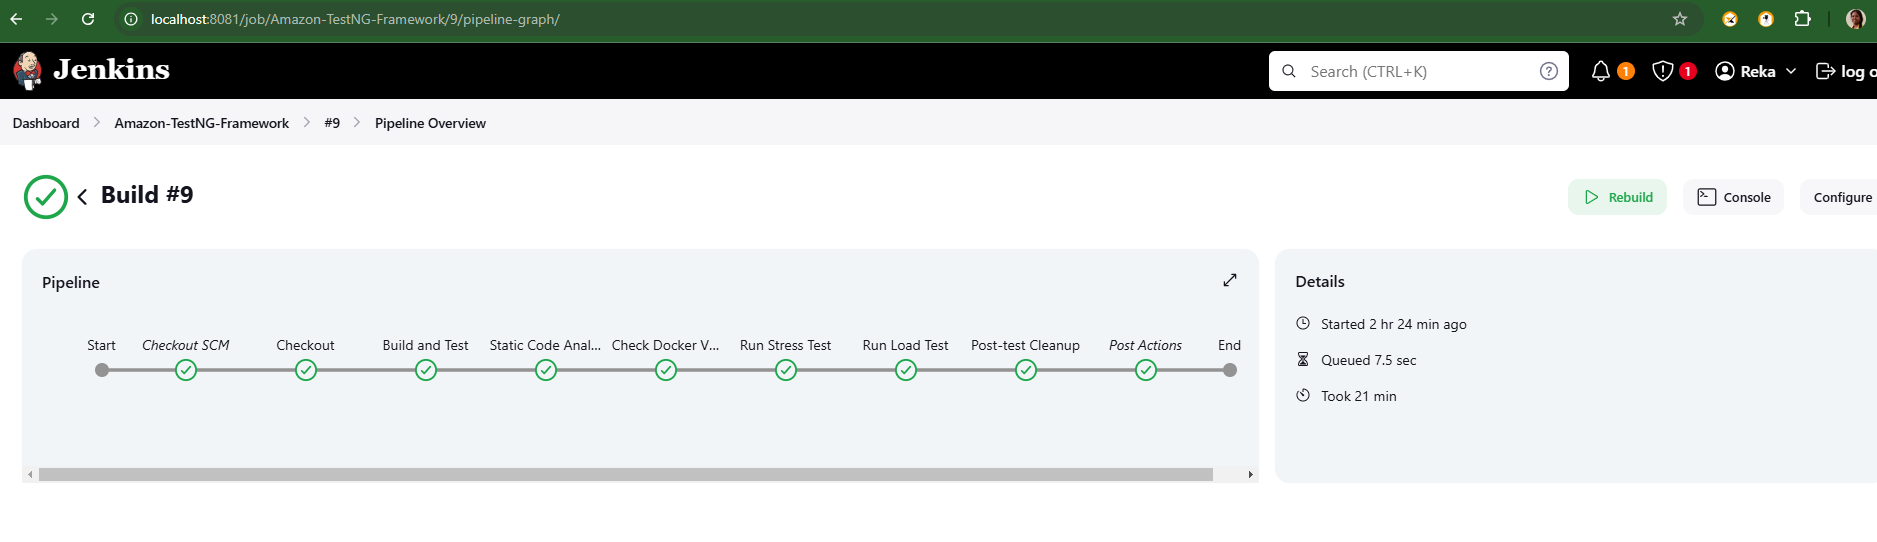 localhost:8081/job/Amazon-TestNG-Framework/9/pipeline-graph/
Jenkins
Search (CTRL+K)
1
1
Reka
log o
Dashboard > Amazon-TestNG-Framework > #9 > Pipeline Overview
Build #9
Rebuild
Console
Configure
Pipeline
Start
Checkout SCM
Checkout
Build and Test
Static Code Anal...
Check Docker V...
Run Stress Test
Run Load Test
Post-test Cleanup
Post Actions
End
Details
Started 2 hr 24 min ago
Queued 7.5 sec
Took 21 min